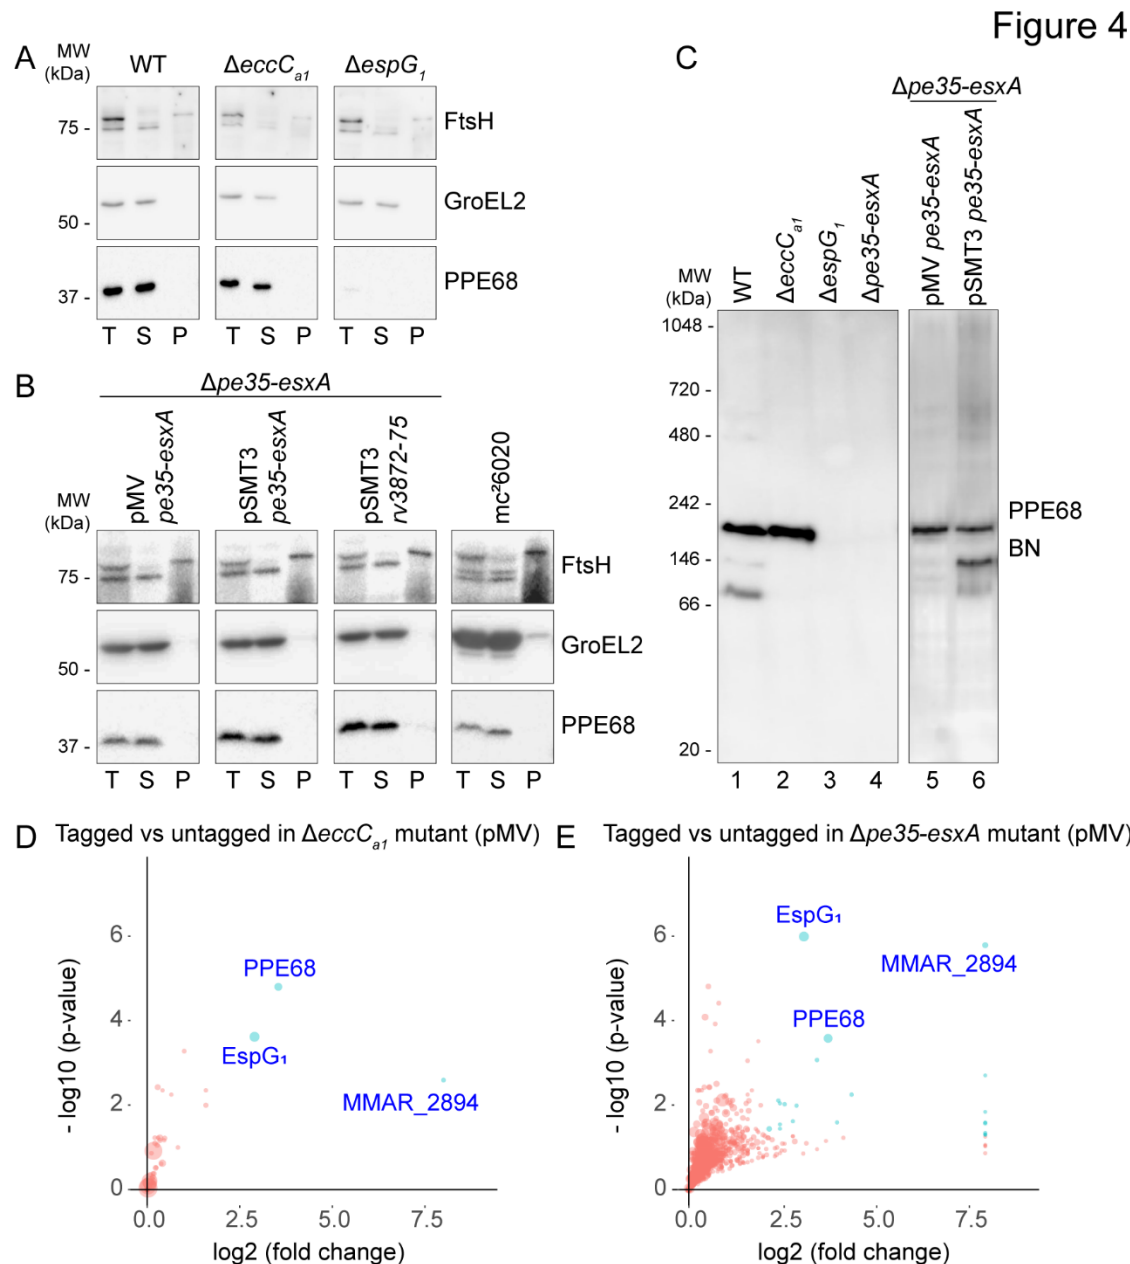 Figure 4
A
MW
(kDa)
WT
ΔeccCa1
ΔespG1
75 -
FtsH
50 -
GroEL2
37 -
PPE68
T S P T S P T S P
B
Δpe35-esxA
MW
(kDa)
pMV
pe35-esxA
pSMT3
pe35-esxA
pSMT3
rv3872-75
mc²6020
75 -
FtsH
50 -
GroEL2
37 -
PPE68
T S P T S P T S P T S P
C
Δpe35-esxA
MW
(kDa)
WT
ΔeccCa1
ΔespG1
Δpe35-esxA
pMV pe35-esxA
pSMT3 pe35-esxA
1048 -
720 -
480 -
242 -
146 -
66 -
20 -
PPE68
BN
1 2 3 4 5 6
D Tagged vs untagged in ΔeccCa1 mutant (pMV)
- log10 (p-value)
6
4
2
0
PPE68
EspG₁
MMAR_2894
0.0 2.5 5.0 7.5
log2 (fold change)
E Tagged vs untagged in Δpe35-esxA mutant (pMV)
- log10 (p-value)
6
4
2
0
EspG₁
MMAR_2894
PPE68
0.0 2.5 5.0 7.5
log2 (fold change)